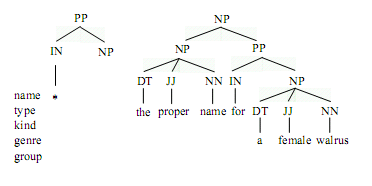 PP
IN NP
name *
type
kind
genre
group
NP
NP PP
DT JJ NN IN NP
the proper name for DT JJ NN
a female walrus